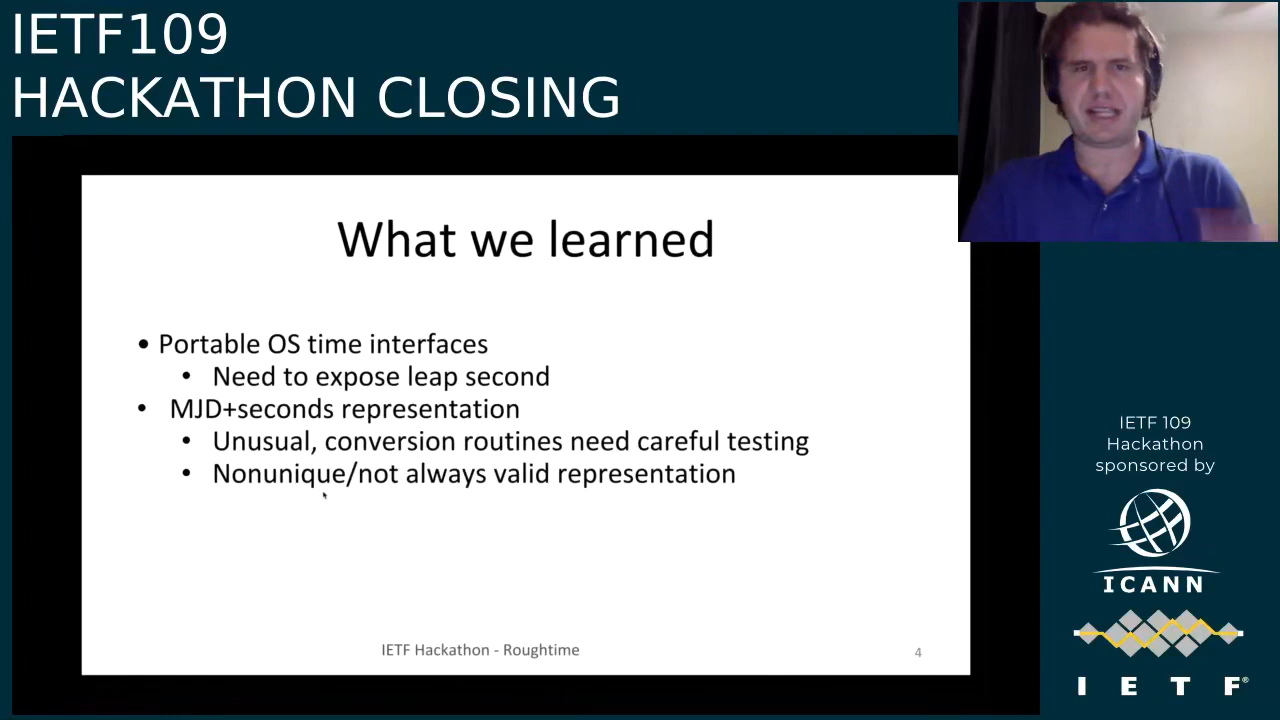 IETF109
HACKATHON CLOSING
What we learned
• Portable OS time interfaces
• Need to expose leap second
• MJD+seconds representation
• Unusual, conversion routines need careful testing
• Nonunique/not always valid representation
IETF Hackathon - Roughtime
4
IETF 109
Hackathon
sponsored by
ICANN
I E T F®